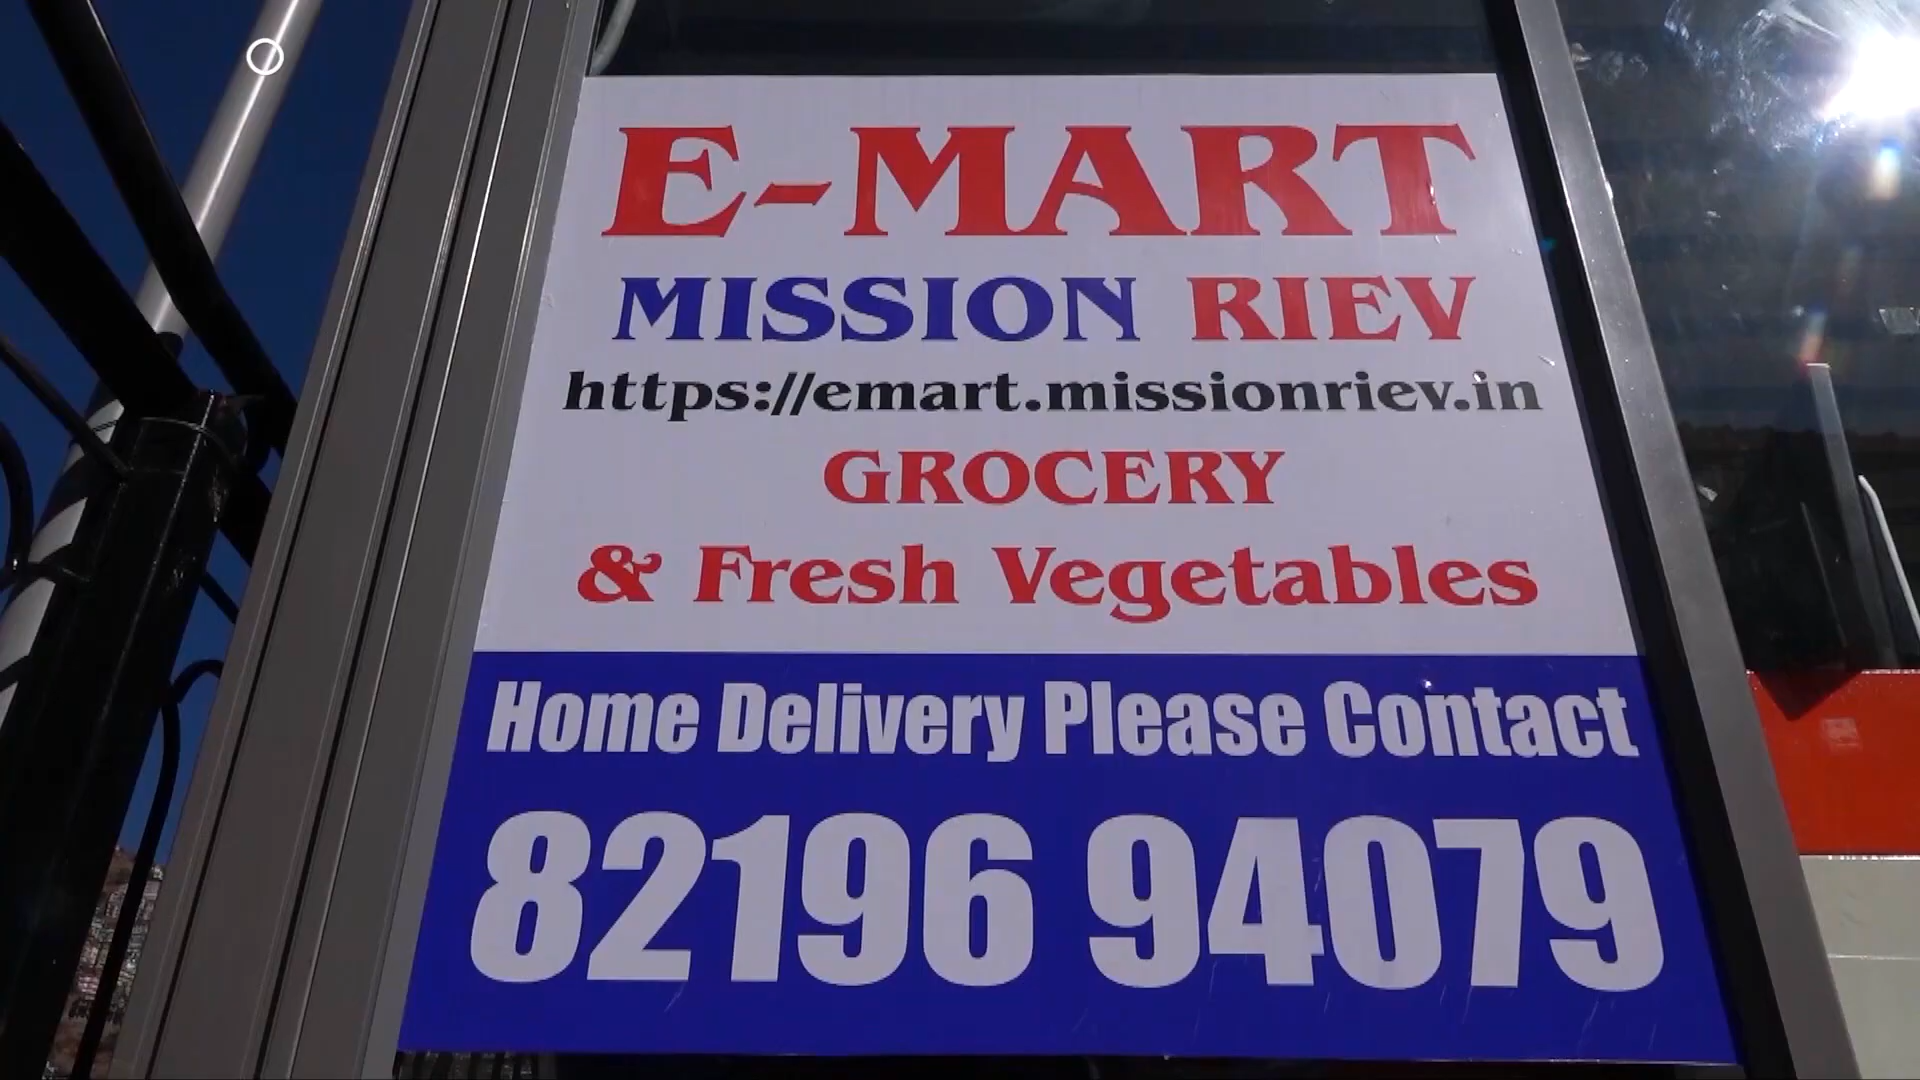 E-MART
MISSION RIEV
https://emart.missionriev.in
GROCERY
& Fresh Vegetables
Home Delivery Please Contact
82196 94079